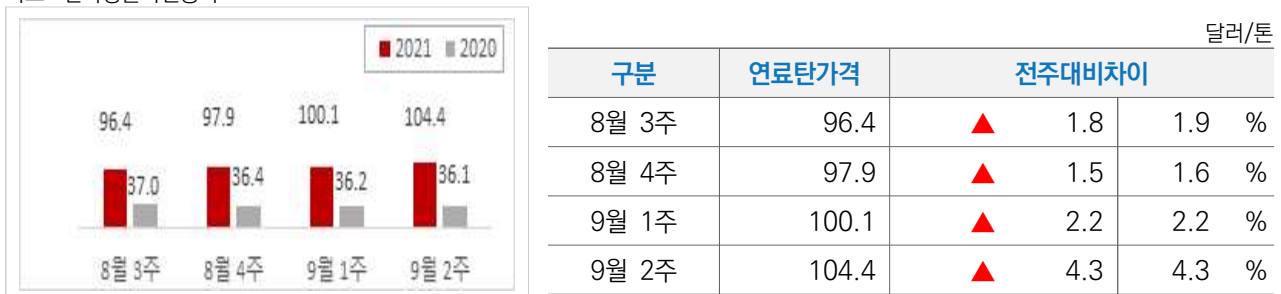 ■ 2021 ■ 2020
96.4 97.9 100.1 104.4
37.0 36.4 36.2 36.1
8월 3주 8월 4주 9월 1주 9월 2주
달러/톤
구분 연료탄가격 전주대비차이
8월 3주 96.4 ▲ 1.8 1.9 %
8월 4주 97.9 ▲ 1.5 1.6 %
9월 1주 100.1 ▲ 2.2 2.2 %
9월 2주 104.4 ▲ 4.3 4.3 %